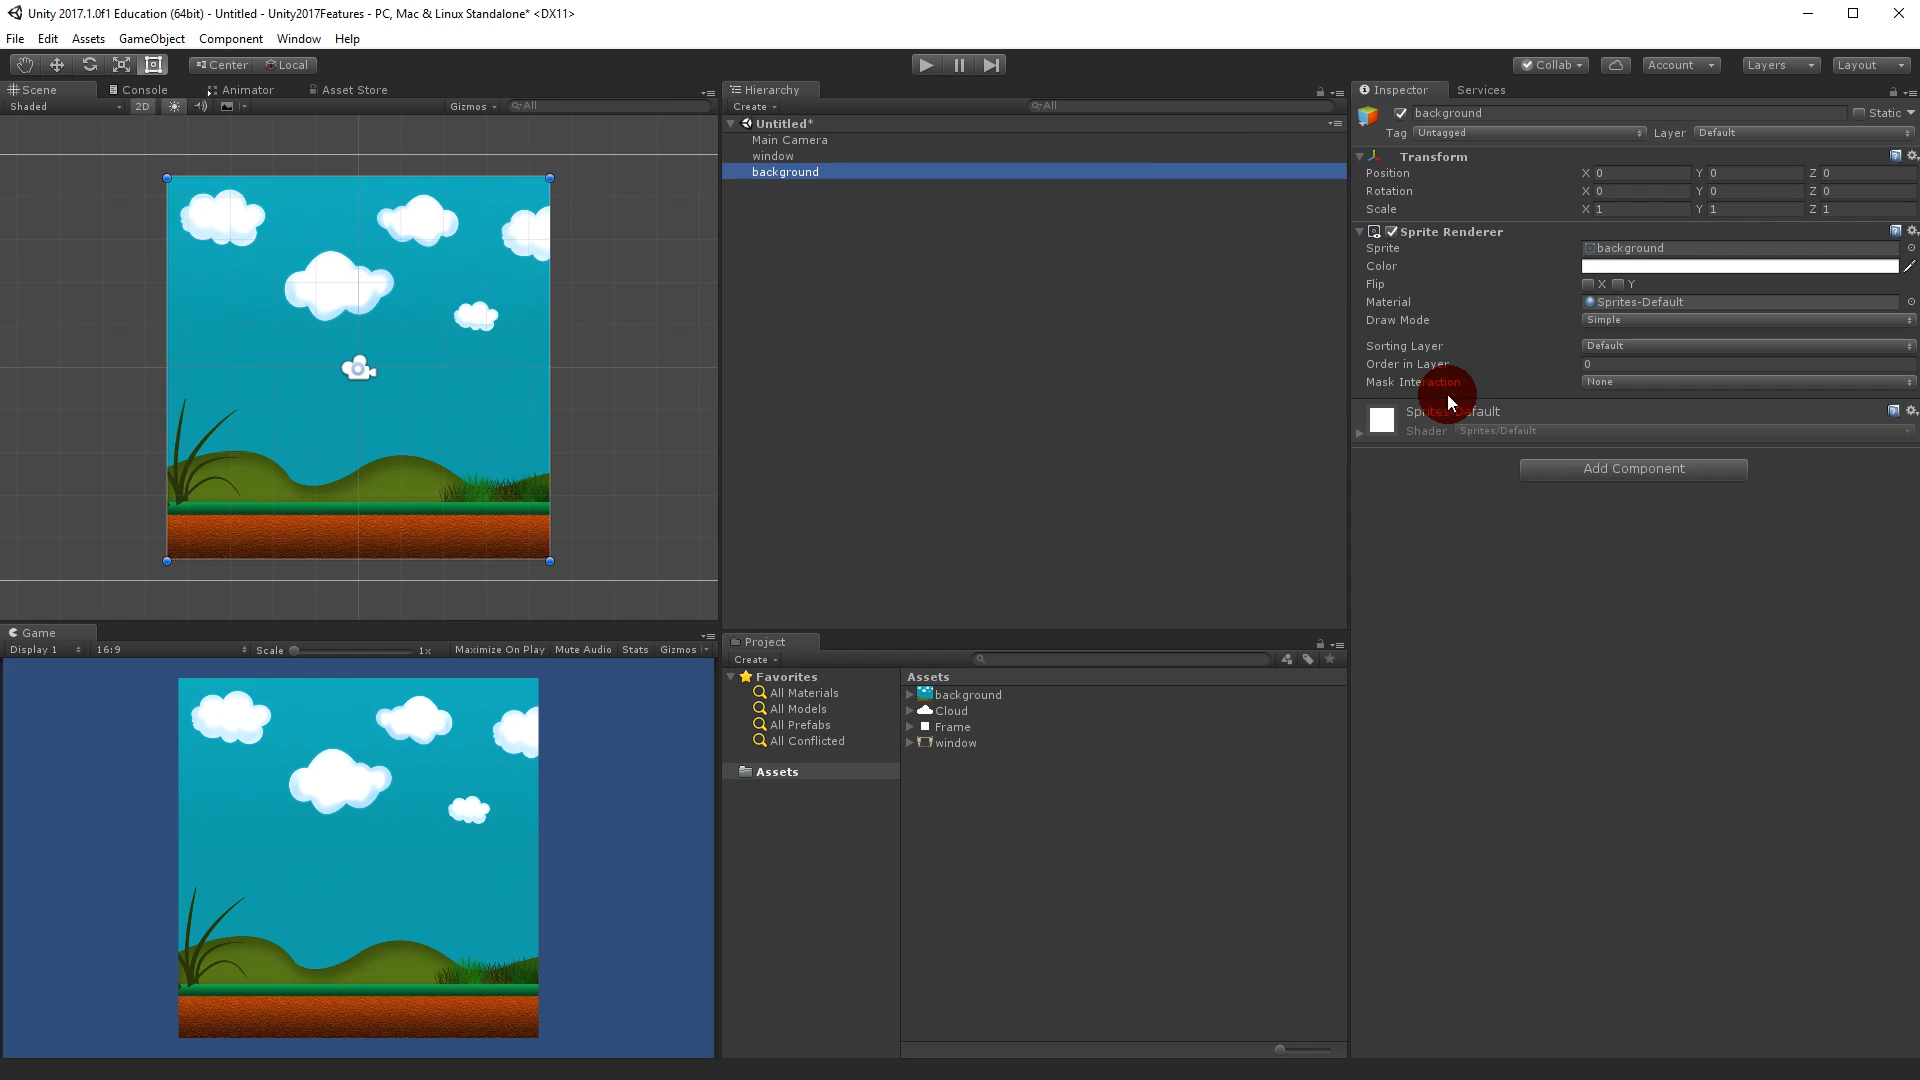 Unity 2017.1.0f1 Education (64bit) - Untitled - Unity2017Features - PC, Mac & Linux Standalone* <DX11>
File Edit Assets GameObject Component Window Help
Center Local Collab Account Layers Layout
Scene Console Animator Asset Store
Shaded 2D Gizmos All
Hierarchy
Create All
Untitled*
Main Camera
window
background
Inspector Services
background Static
Tag Untagged Layer Default
Transform
Position X 0 Y 0 Z 0
Rotation X 0 Y 0 Z 0
Scale X 1 Y 1 Z 1
Sprite Renderer
Sprite background
Color
Flip X Y
Material Sprites-Default
Draw Mode Simple
Sorting Layer Default
Order in Layer 0
Mask Interaction None
Sprites-Default
Shader Sprites/Default
Add Component
Game
Display 1 16:9 Scale 1x Maximize On Play Mute Audio Stats Gizmos
Project
Create
Favorites
All Materials
All Models
All Prefabs
All Conflicted
Assets
Assets
background
Cloud
Frame
window